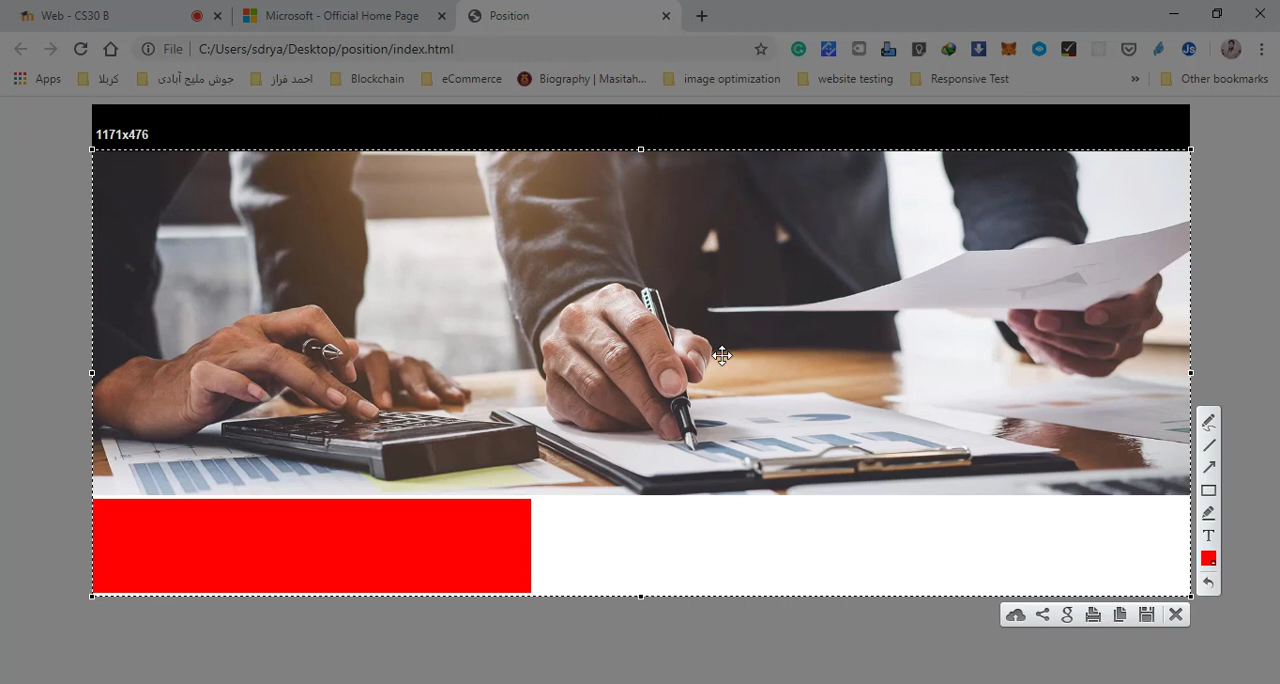 Web - CS30 B
Microsoft - Official Home Page
Position
File
C:/Users/sdrya/Desktop/position/index.html
Js
Apps
کربلا
جوش ملیح آبادی
احمد فراز
Blockchain
eCommerce
Biography | Masitah...
image optimization
website testing
Responsive Test
»
Other bookmarks
1171x476
T
g